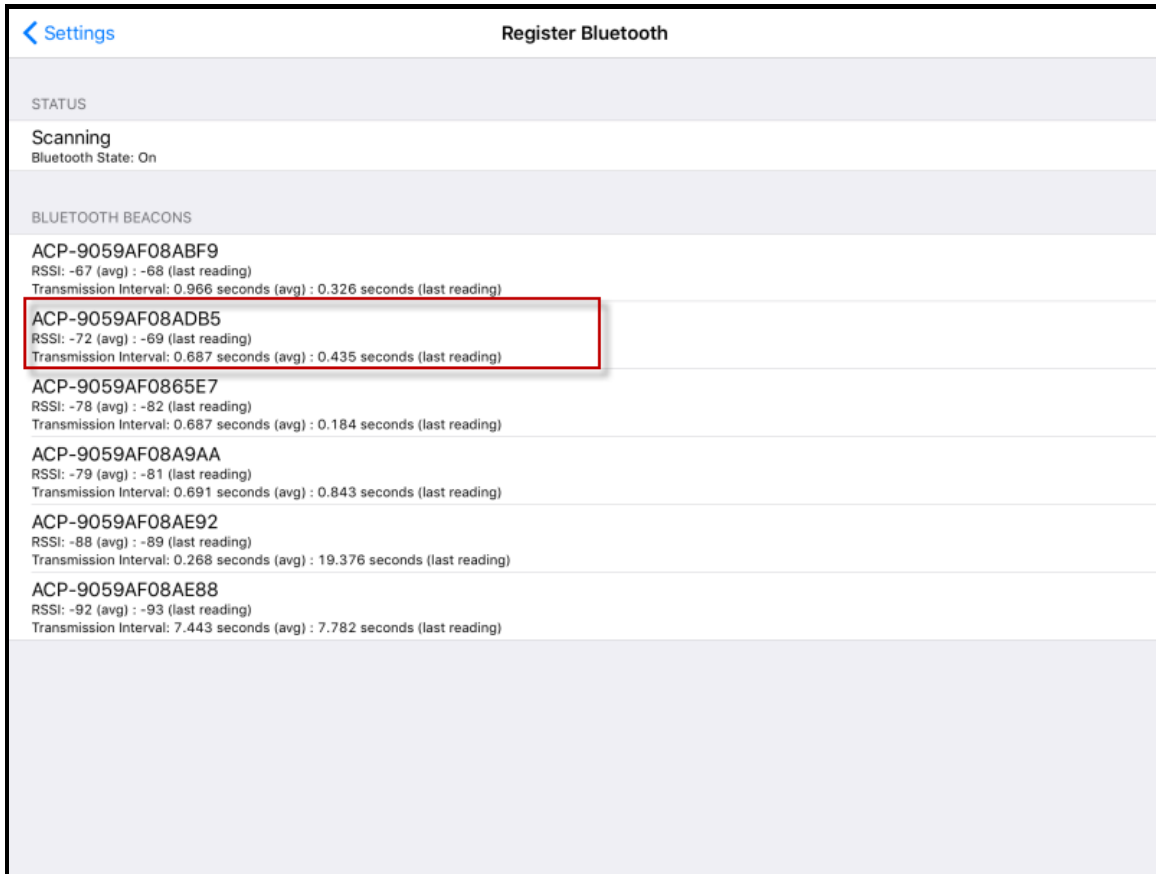 Settings
Register Bluetooth
STATUS
Scanning
Bluetooth State: On
BLUETOOTH BEACONS
ACP-9059AF08ABF9
RSSI: -67 (avg) : -68 (last reading)
Transmission Interval: 0.966 seconds (avg) : 0.326 seconds (last reading)
ACP-9059AF08ADB5
RSSI: -72 (avg) : -69 (last reading)
Transmission Interval: 0.687 seconds (avg) : 0.435 seconds (last reading)
ACP-9059AF0865E7
RSSI: -78 (avg) : -82 (last reading)
Transmission Interval: 0.687 seconds (avg) : 0.184 seconds (last reading)
ACP-9059AF08A9AA
RSSI: -79 (avg) : -81 (last reading)
Transmission Interval: 0.691 seconds (avg) : 0.843 seconds (last reading)
ACP-9059AF08AE92
RSSI: -88 (avg) : -89 (last reading)
Transmission Interval: 0.268 seconds (avg) : 19.376 seconds (last reading)
ACP-9059AF08AE88
RSSI: -92 (avg) : -93 (last reading)
Transmission Interval: 7.443 seconds (avg) : 7.782 seconds (last reading)